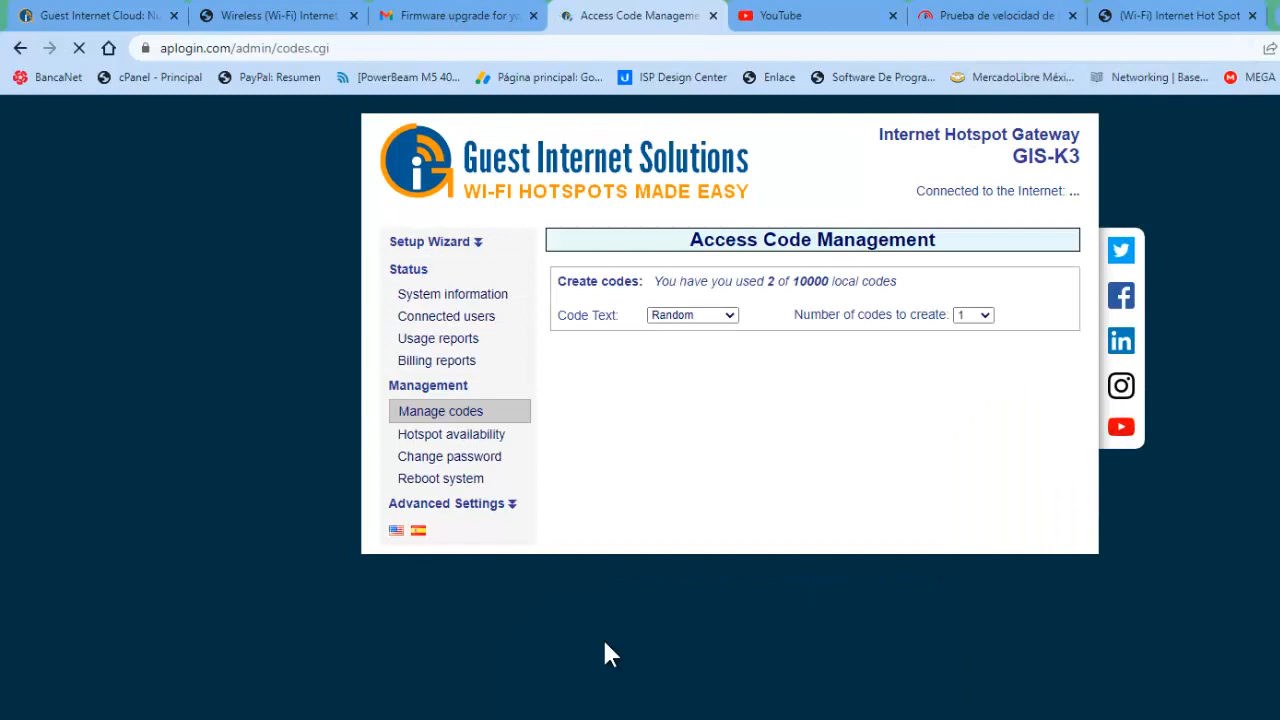 Guest Internet Cloud: Nu
Wireless (Wi-Fi) Internet
Firmware upgrade for yo
Access Code Manageme
YouTube
Prueba de velocidad de
(Wi-Fi) Internet Hot Spot
aplogin.com/admin/codes.cgi
BancaNet
cPanel - Principal
PayPal: Resumen
[PowerBeam M5 40...
Página principal: Go...
ISP Design Center
Enlace
Software De Progra...
MercadoLibre Méxi...
Networking | Base...
MEGA
Guest Internet Solutions
WI-FI HOTSPOTS MADE EASY
Internet Hotspot Gateway
GIS-K3
Connected to the Internet: ...
Setup Wizard
Status
System information
Connected users
Usage reports
Billing reports
Management
Manage codes
Hotspot availability
Change password
Reboot system
Advanced Settings
Access Code Management
Create codes: You have you used 2 of 10000 local codes
Code Text: Random Number of codes to create: 1